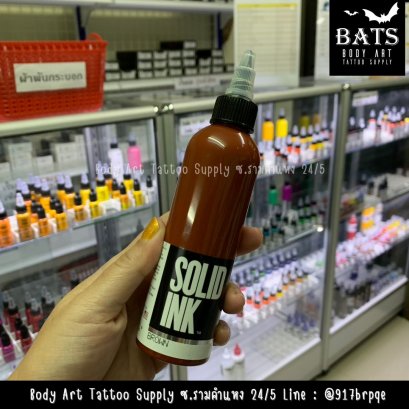 BATS
BODY ART
TATTOO SUPPLY
ผ้าพันกระบอก
Body Art Tattoo Supply ซ.รามคำแหง 24/5
SOLID
INK
BROWN
Body Art Tattoo Supply ซ.รามคำแหง 24/5 Line : @917brpqe